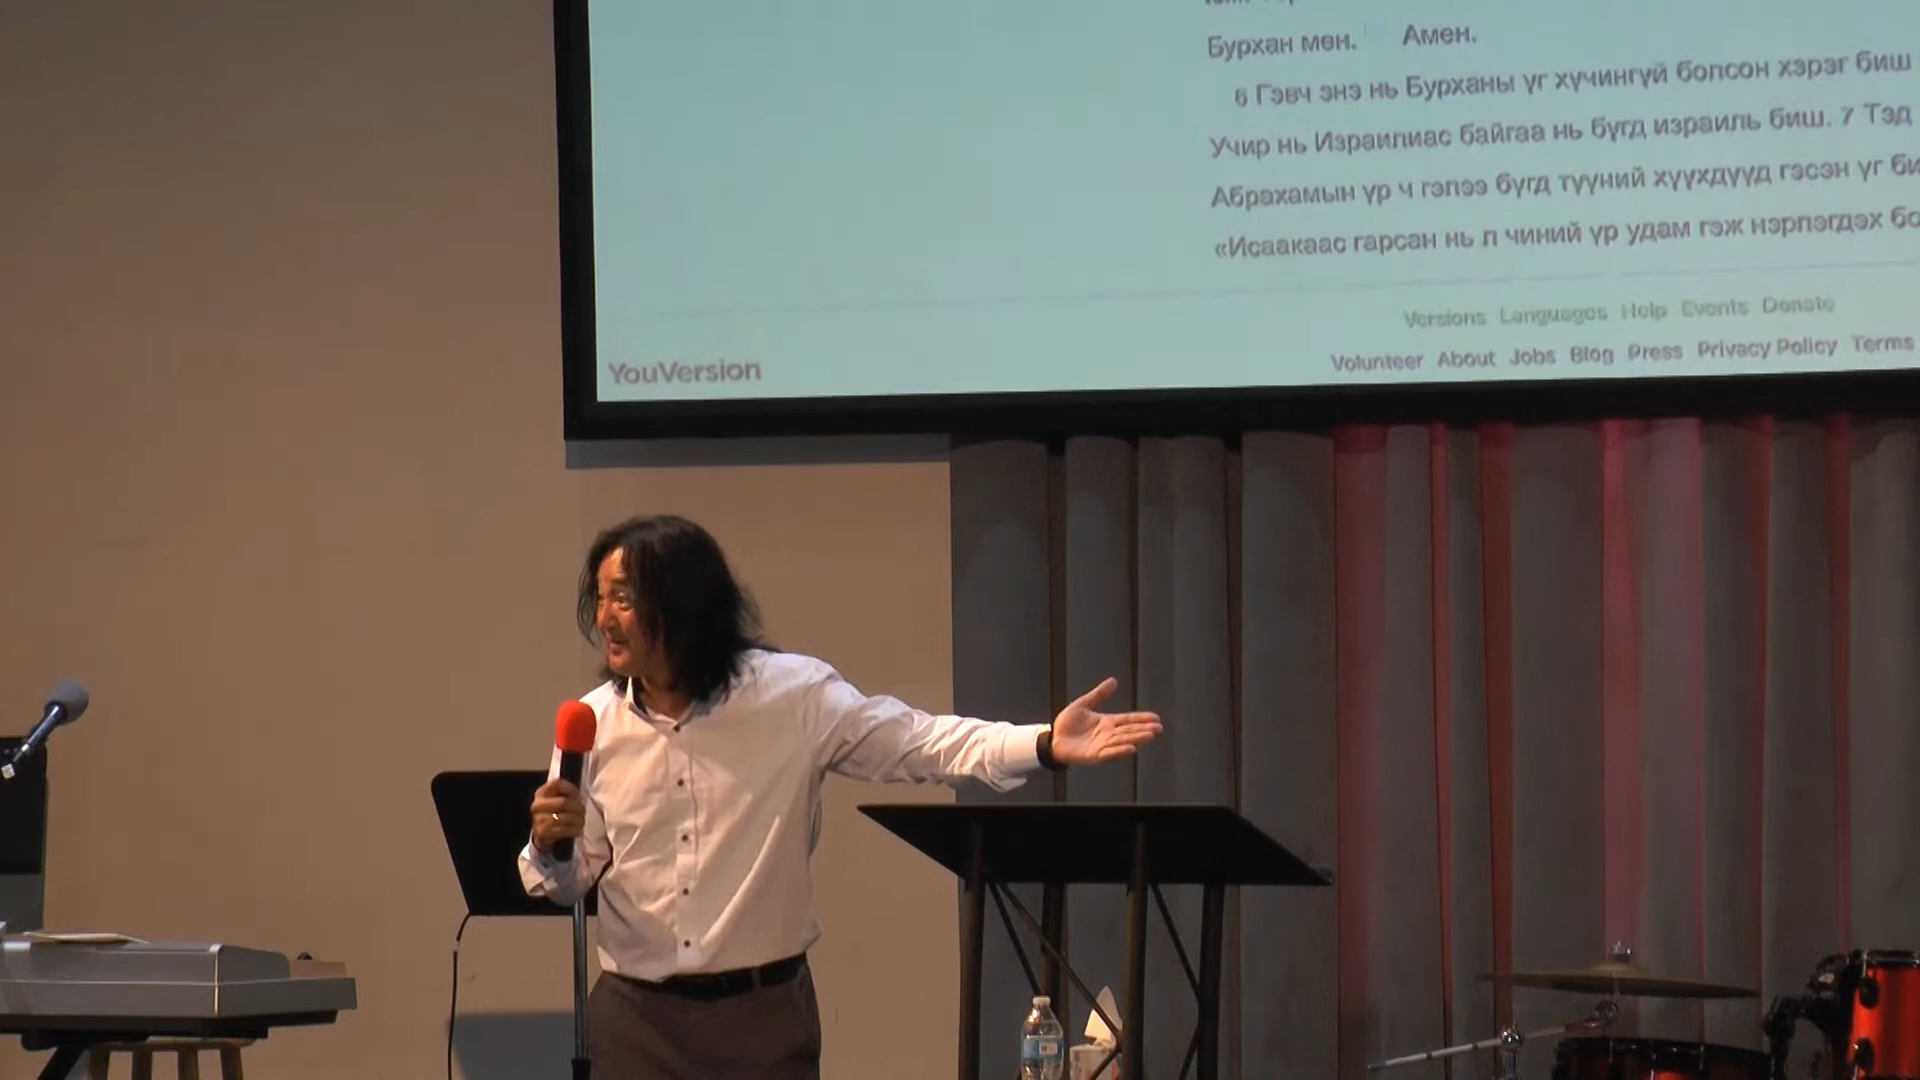 Бурхан мөн. Амен.
6 Гэвч энэ нь Бурханы үг хүчингүй болсон хэрэг биш
Учир нь Израилиас байгаа нь бүгд израиль биш. 7 Тэд
Абрахамын үр ч гэлээ бүгд түүний хүүхдүүд гэсэн үг
«Исаакаас гарсан нь л чиний үр удам гэж нэрлэгдэх
Versions Languages Help Events Donate
YouVersion
Volunteer About Jobs Blog Press Privacy Policy Terms